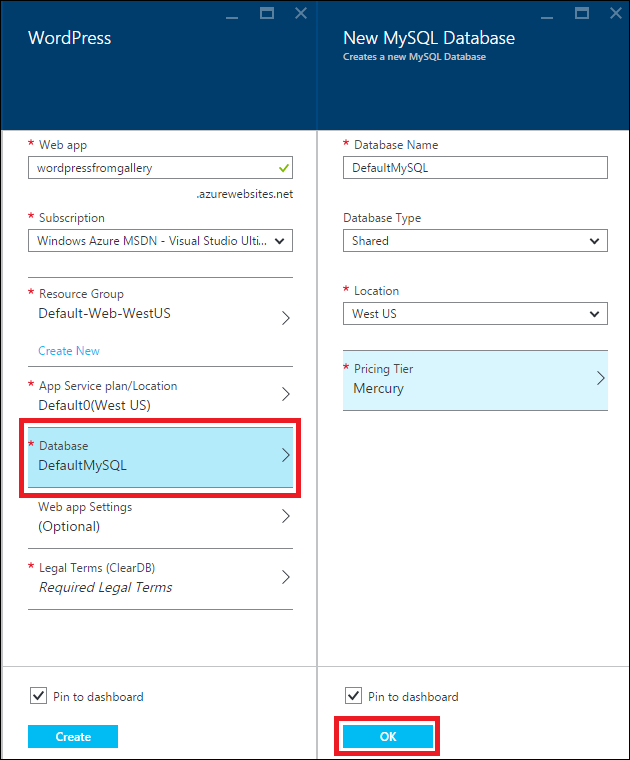 WordPress
* Web app
wordpressfromgallery
.azurewebsites.net
* Subscription
Windows Azure MSDN - Visual Studio Ulti...
* Resource Group
Default-Web-WestUS
Create New
* App Service plan/Location
Default0(West US)
* Database
DefaultMySQL
Web app Settings
(Optional)
* Legal Terms (ClearDB)
Required Legal Terms
Pin to dashboard
Create
New MySQL Database
Creates a new MySQL Database
* Database Name
DefaultMySQL
Database Type
Shared
* Location
West US
* Pricing Tier
Mercury
Pin to dashboard
OK